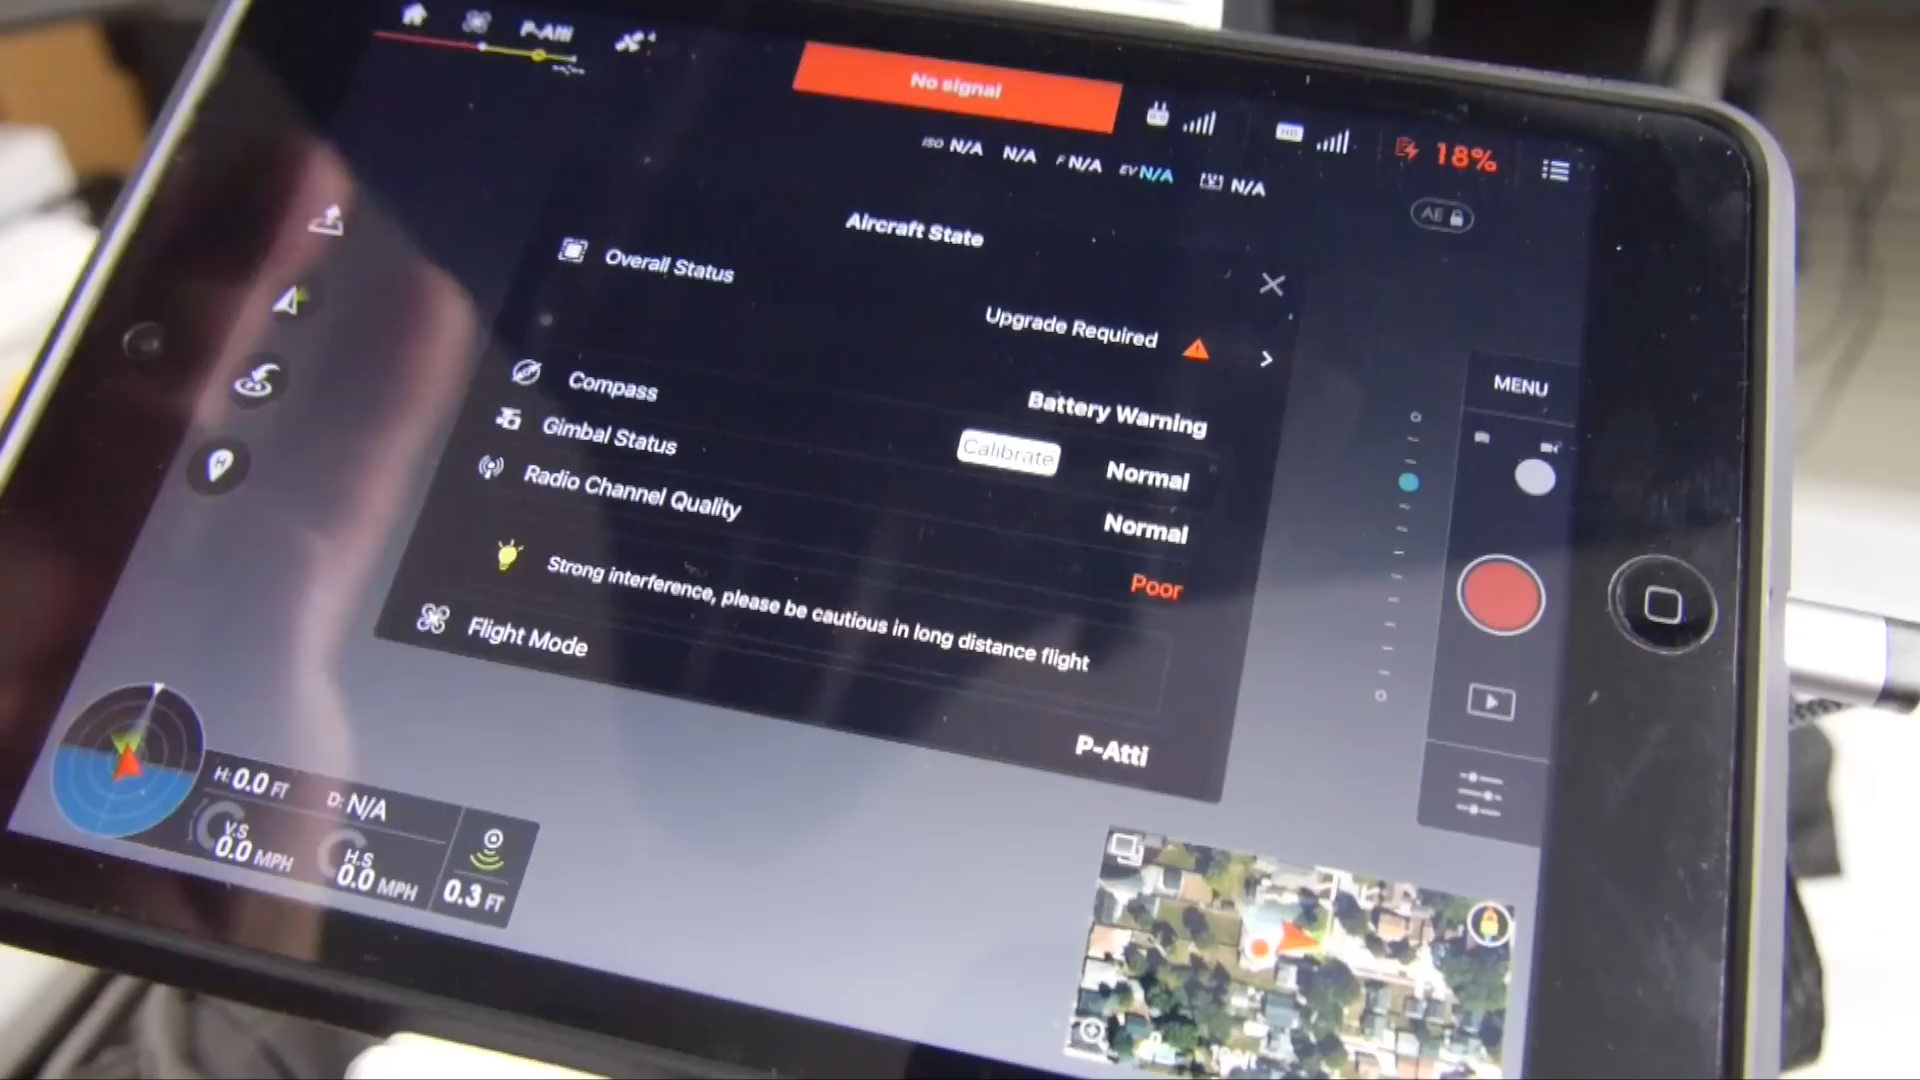 P-Atti
No signal
HD
18%
ISO N/A N/A F N/A EV N/A N/A
AE
Aircraft State
Overall Status
Upgrade Required
Battery Warning
Compass
Calibrate
Normal
Gimbal Status
Normal
Radio Channel Quality
Poor
Strong interference, please be cautious in long distance flight
Flight Mode
P-Atti
MENU
H
H: 0.0 FT D: N/A
V.S
0.0 MPH
H.S
0.0 MPH
0.3 FT